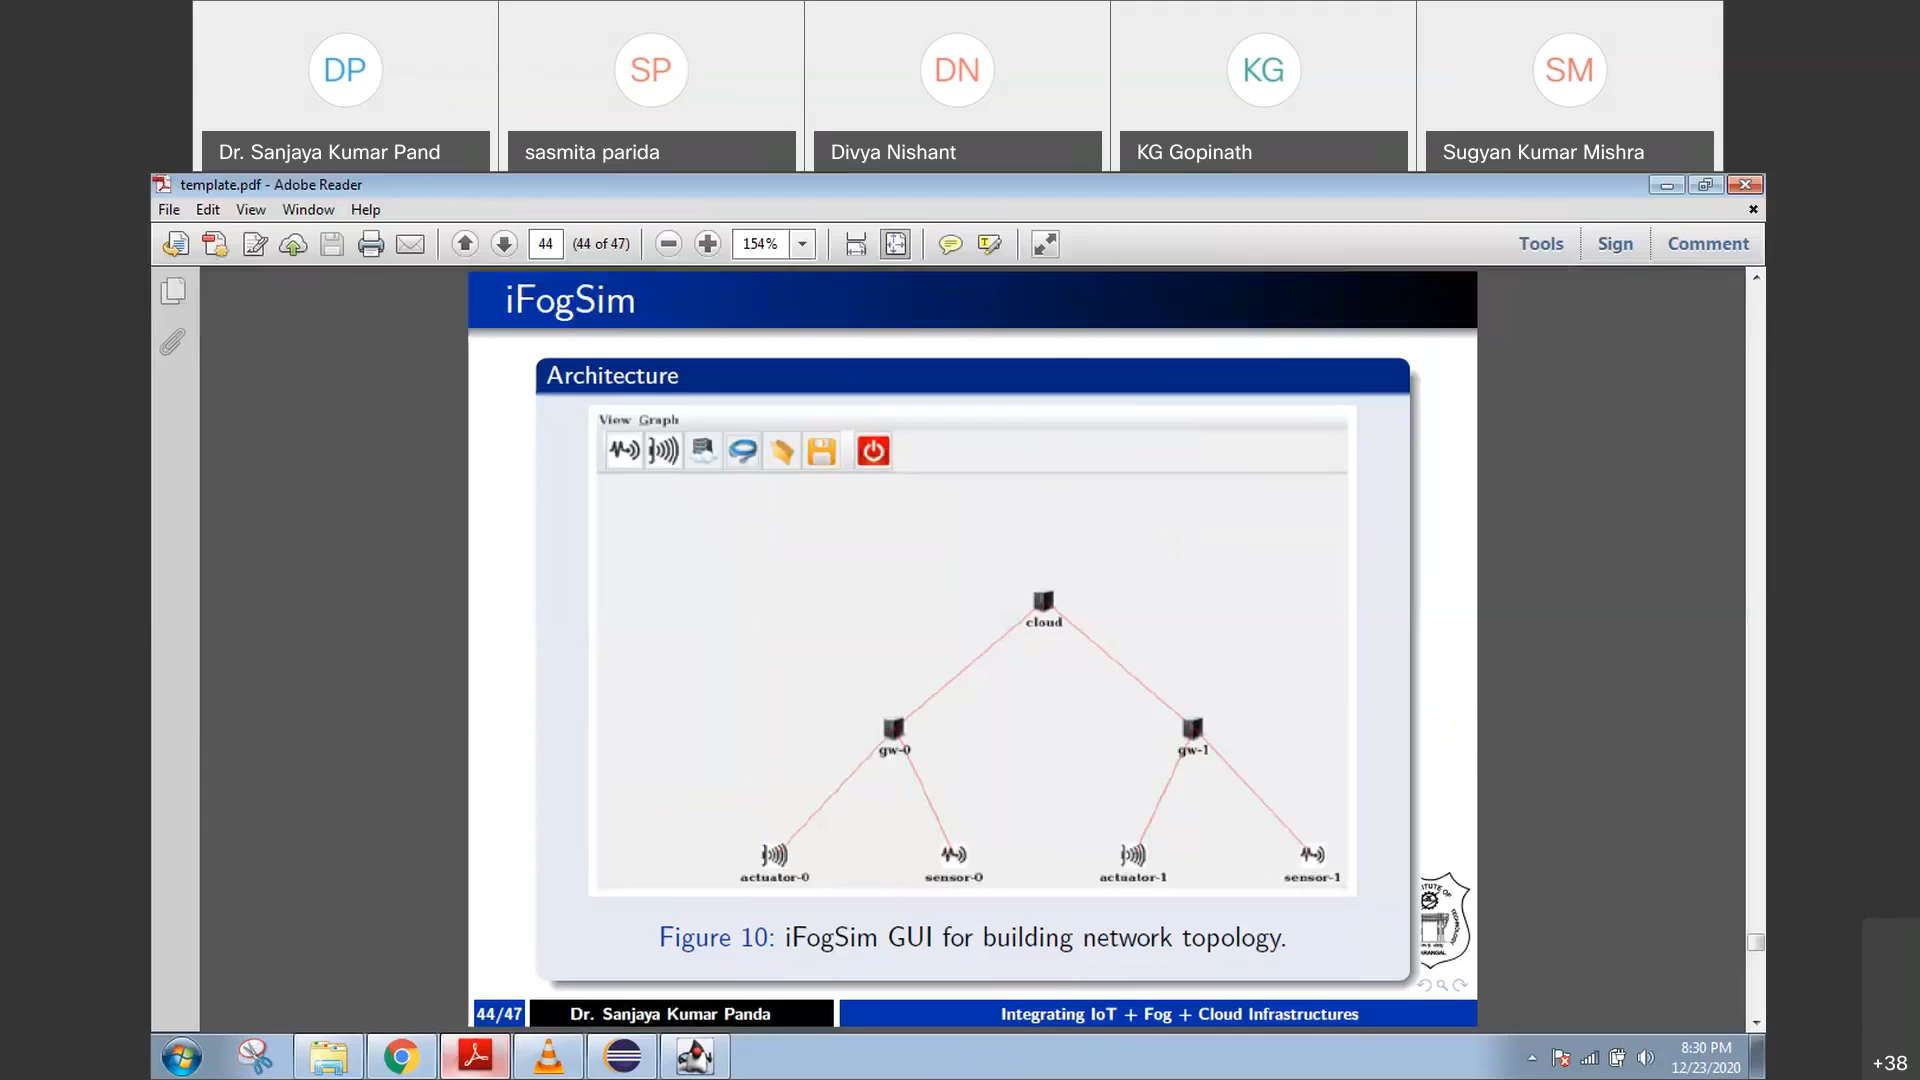 DP
SP
DN
KG
SM
Dr. Sanjaya Kumar Pand
sasmita parida
Divya Nishant
KG Gopinath
Sugyan Kumar Mishra
template.pdf - Adobe Reader
File Edit View Window Help
44 (44 of 47) 154% Tools Sign Comment
iFogSim
Architecture
View Graph
cloud
gw-0 gw-1
actuator-0 sensor-0 actuator-1 sensor-1
Figure 10: iFogSim GUI for building network topology.
44/47 Dr. Sanjaya Kumar Panda Integrating IoT + Fog + Cloud Infrastructures
8:30 PM
12/23/2020
+38